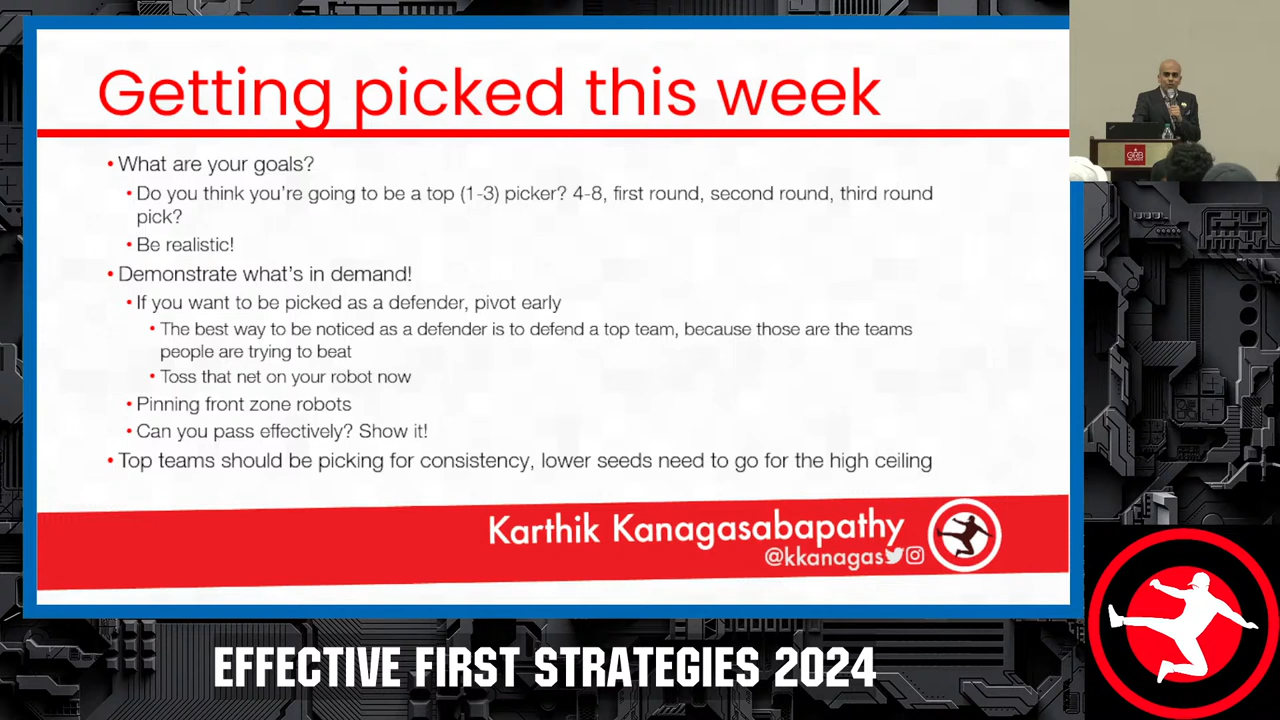 Getting picked this week
• What are your goals?
• Do you think you're going to be a top (1-3) picker? 4-8, first round, second round, third round
pick?
• Be realistic!
• Demonstrate what's in demand!
• If you want to be picked as a defender, pivot early
• The best way to be noticed as a defender is to defend a top team, because those are the teams
people are trying to beat
• Toss that net on your robot now
• Pinning front zone robots
• Can you pass effectively? Show it!
• Top teams should be picking for consistency, lower seeds need to go for the high ceiling
Karthik Kanagasabapathy
@kkanagas
EFFECTIVE FIRST STRATEGIES 2024